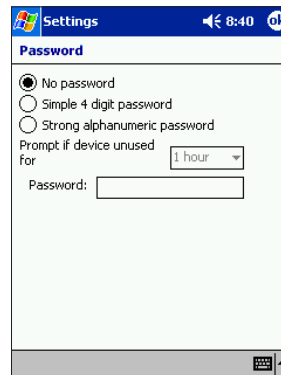 Settings 8:40 ok
Password
No password
Simple 4 digit password
Strong alphanumeric password
Prompt if device unused
for 1 hour
Password: